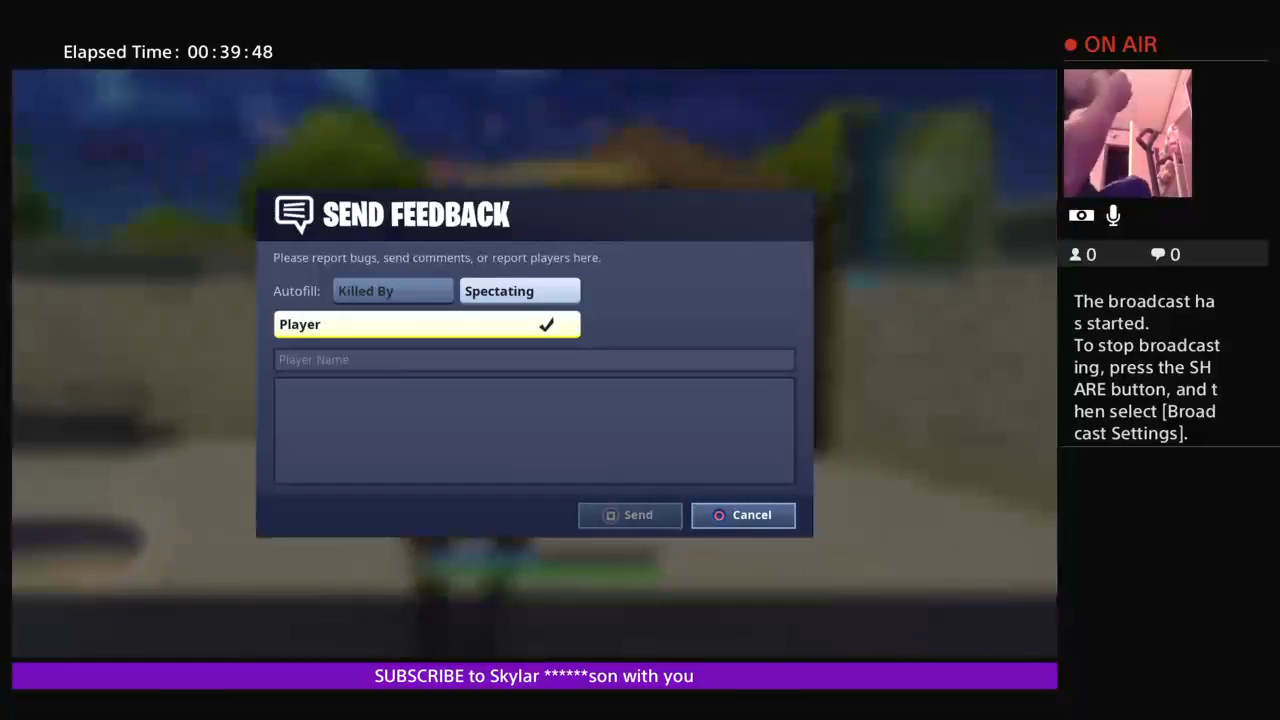 Elapsed Time: 00:39:48
ON AIR
SEND FEEDBACK
Please report bugs, send comments, or report players here.
Autofill: Killed By Spectating
Player
Player Name
Send Cancel
0 0
The broadcast ha
s started.
To stop broadcast
ing, press the SH
ARE button, and t
hen select [Broad
cast Settings].
SUBSCRIBE to Skylar ******son with you